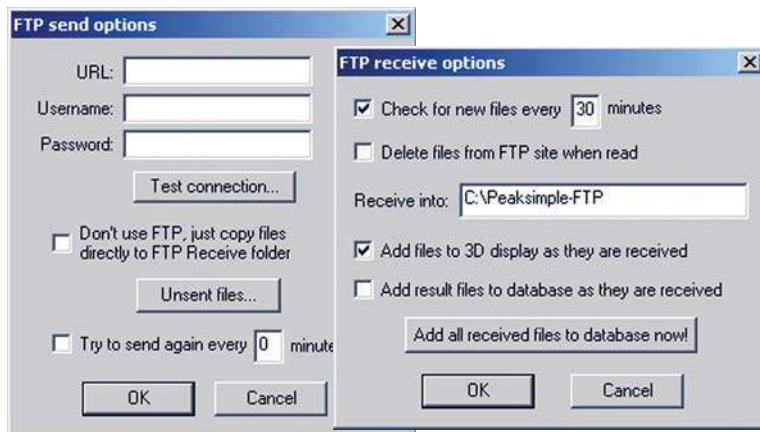 FTP send options
URL:
Username:
Password:
Test connection...
Don't use FTP, just copy files
directly to FTP Receive folder
Unsent files...
Try to send again every 0 minute
OK Cancel
FTP receive options
Check for new files every 30 minutes
Delete files from FTP site when read
Receive into: C:\Peaksimple-FTP
Add files to 3D display as they are received
Add result files to database as they are received
Add all received files to database now!
OK Cancel